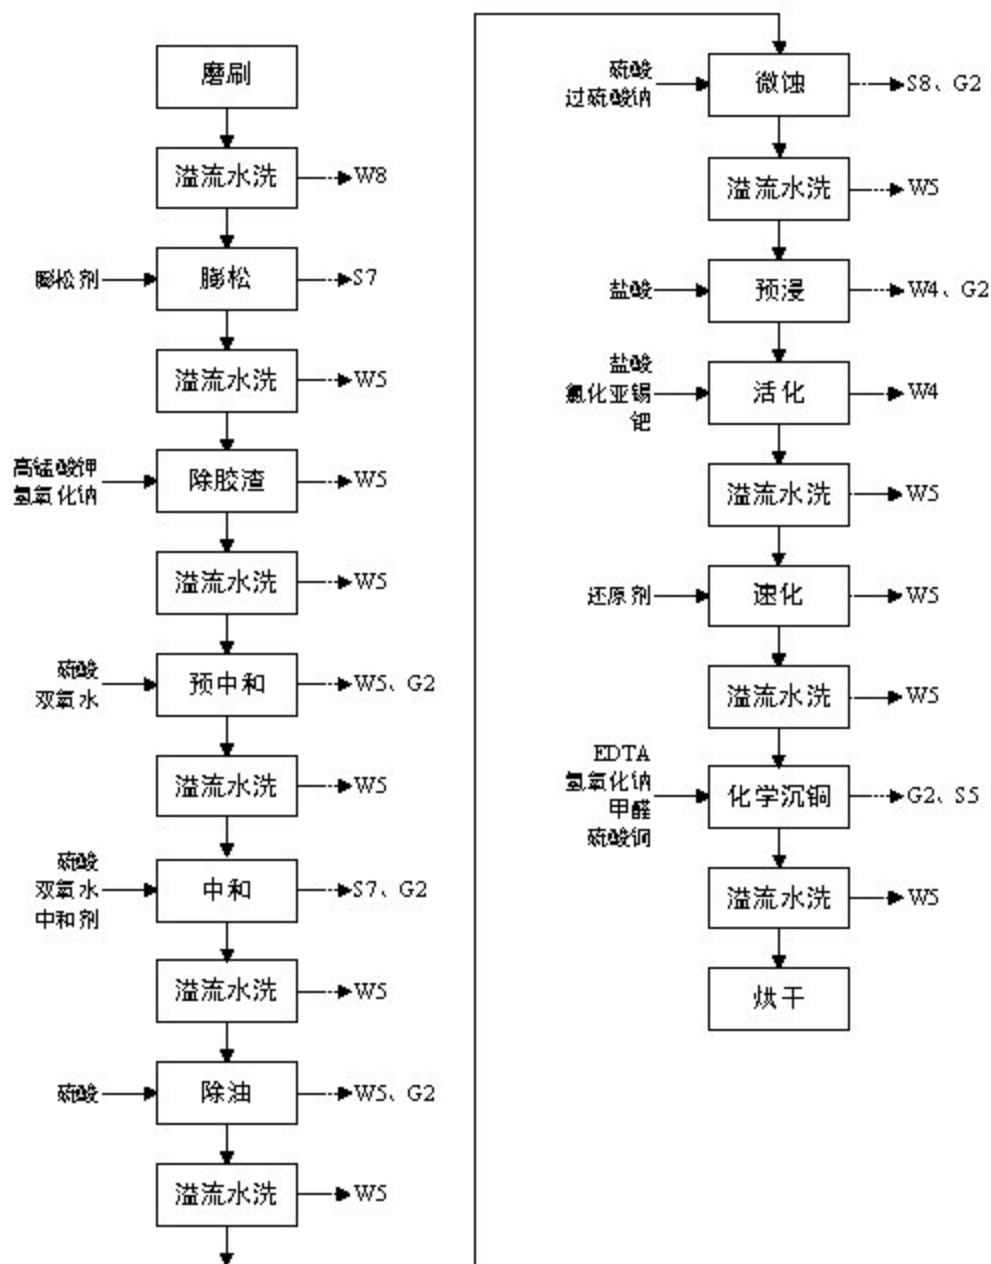 磨刷
溢流水洗
W8
膨松剂
膨松
S7
溢流水洗
W5
高锰酸钾
氢氧化钠
除胶渣
W5
溢流水洗
W5
硫酸
双氧水
预中和
W5、G2
溢流水洗
W5
硫酸
双氧水
中和剂
中和
S7、G2
溢流水洗
W5
硫酸
除油
W5、G2
溢流水洗
W5
硫酸
过硫酸钠
微蚀
S8、G2
溢流水洗
W5
盐酸
预浸
W4、G2
盐酸
氯化亚锡
钯
活化
W4
溢流水洗
W5
还原剂
速化
W5
溢流水洗
W5
EDTA
氢氧化钠
甲醛
硫酸铜
化学沉铜
G2、S5
溢流水洗
W5
烘干